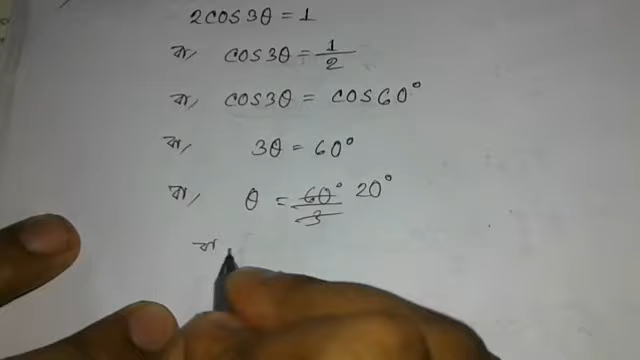 2cos3θ = 1
বা, cos3θ = 1/2
বা, cos3θ = cos60°
বা, 3θ = 60°
বা, θ = 60°/3 20°
বা